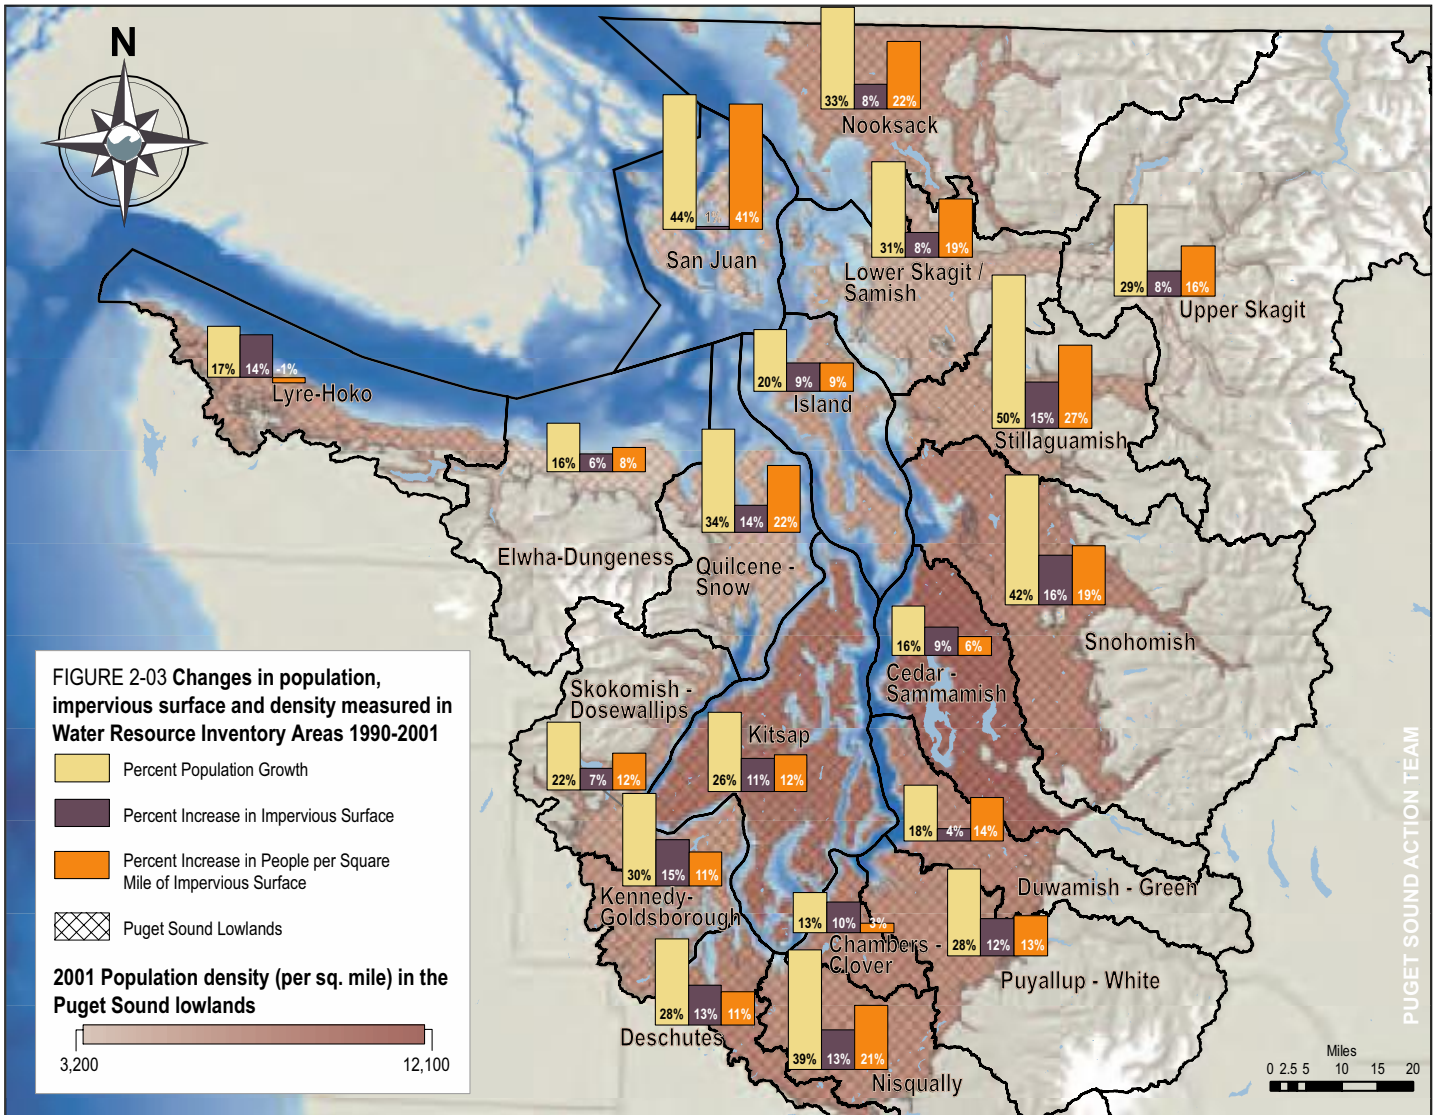 N
33% 8% 22%
Nooksack
44% 1% 41%
San Juan
31% 8% 19%
Lower Skagit /
Samish
29% 8% 16%
Upper Skagit
17% 14% -1%
Lyre-Hoko
20% 9% 9%
Island
50% 15% 27%
Stillaguamish
16% 6% 8%
Elwha-Dungeness
34% 14% 22%
Quilcene -
Snow
42% 16% 19%
Snohomish
16% 9% 6%
Cedar -
Sammamish
Skokomish -
Dosewallips
22% 7% 12%
Kitsap
26% 11% 12%
18% 4% 14%
Duwamish - Green
30% 15% 11%
Kennedy-
Goldsborough
13% 10% 3%
Chambers -
Clover
28% 12% 13%
Puyallup - White
28% 13% 11%
Deschutes
39% 13% 21%
Nisqually
FIGURE 2-03 Changes in population,
impervious surface and density measured in
Water Resource Inventory Areas 1990-2001
Percent Population Growth
Percent Increase in Impervious Surface
Percent Increase in People per Square
Mile of Impervious Surface
Puget Sound Lowlands
2001 Population density (per sq. mile) in the
Puget Sound lowlands
3,200 12,100
Miles
0 2.5 5 10 15 20
PUGET SOUND ACTION TEAM